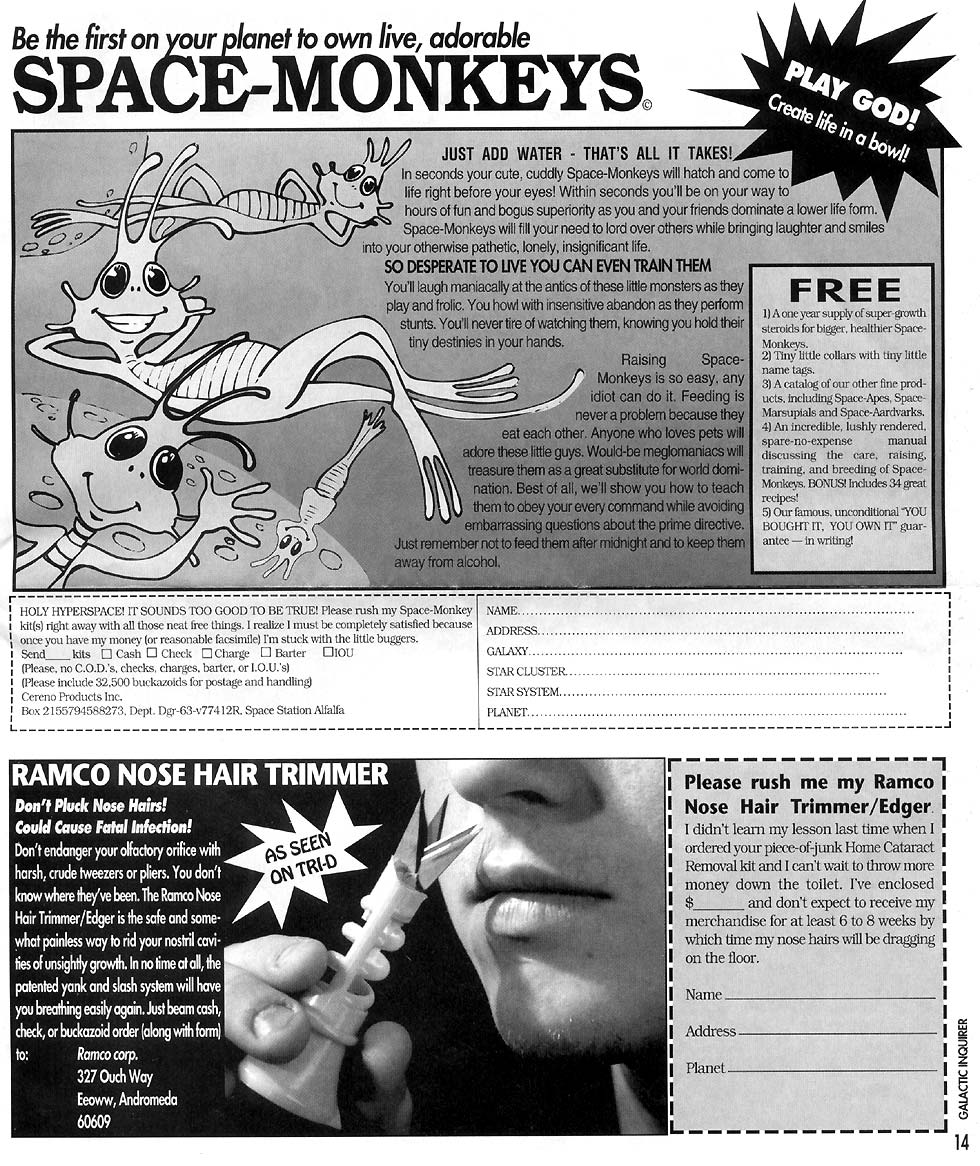 Be the first on your planet to own live, adorable
SPACE-MONKEYS©
PLAY GOD!
Create life in a bowl!
JUST ADD WATER - THAT'S ALL IT TAKES!
In seconds your cute, cuddly Space-Monkeys will hatch and come to
life right before your eyes! Within seconds you'll be on your way to
hours of fun and bogus superiority as you and your friends dominate a lower life form.
Space-Monkeys will fill your need to lord over others while bringing laughter and smiles
into your otherwise pathetic, lonely, insignificant life.
SO DESPERATE TO LIVE YOU CAN EVEN TRAIN THEM
You'll laugh maniacally at the antics of these little monsters as they
play and frolic. You howl with insensitive abandon as they perform
stunts. You'll never tire of watching them, knowing you hold their
tiny destinies in your hands.
Raising Space-
Monkeys is so easy, any
idiot can do it. Feeding is
never a problem because they
eat each other. Anyone who loves pets will
adore these little guys. Would-be meglomaniacs will
treasure them as a great substitute for world domi-
nation. Best of all, we'll show you how to teach
them to obey your every command while avoiding
embarrassing questions about the prime directive.
Just remember not to feed them after midnight and to keep them
away from alcohol.
FREE
1) A one year supply of super-growth
steroids for bigger, healthier Space-
Monkeys.
2) Tiny little collars with tiny little
name tags.
3) A catalog of our other fine prod-
ucts, including Space-Apes, Space-
Marsupials and Space-Aardvarks.
4) An incredible, lushly rendered,
spare-no-expense manual
discussing the care, raising,
training, and breeding of Space-
Monkeys. BONUS! Includes 34 great
recipes!
5) Our famous, unconditional "YOU
BOUGHT IT, YOU OWN IT" guar-
antee — in writing!
HOLY HYPERSPACE! IT SOUNDS TOO GOOD TO BE TRUE! Please rush my Space-Monkey
kit(s) right away with all those neat free things. I realize I must be completely satisfied because
once you have my money (or reasonable facsimile) I'm stuck with the little buggers.
Send____ kits ☐ Cash ☐ Check ☐ Charge ☐ Barter ☐IOU
(Please, no C.O.D.'s, checks, charges, barter, or I.O.U.'s)
(Please include 32,500 buckazoids for postage and handling)
Cereno Products Inc.
Box 2155794588273, Dept. Dgr-63-v77412R, Space Station Alfalfa
NAME........................
ADDRESS........................
GALAXY........................
STAR CLUSTER........................
STAR SYSTEM........................
PLANET........................
RAMCO NOSE HAIR TRIMMER
Don't Pluck Nose Hairs!
Could Cause Fatal Infection!
Don't endanger your olfactory orifice with
harsh, crude tweezers or pliers. You don't
know where they've been. The Ramco Nose
Hair Trimmer/Edger is the safe and some-
what painless way to rid your nostril cavi-
ties of unsightly growth. In no time at all, the
patented yank and slash system will have
you breathing easily again. Just beam cash,
check, or buckazoid order (along with form)
to: Ramco corp.
327 Ouch Way
Eeoww, Andromeda
60609
AS SEEN
ON TRI-D
Please rush me my Ramco
Nose Hair Trimmer/Edger.
I didn't learn my lesson last time when I
ordered your piece-of-junk Home Cataract
Removal kit and I can't wait to throw more
money down the toilet. I've enclosed
$_______ and don't expect to receive my
merchandise for at least 6 to 8 weeks by
which time my nose hairs will be dragging
on the floor.
Name ____________________
Address ____________________
Planet ____________________
GALACTIC INQUIRER
14